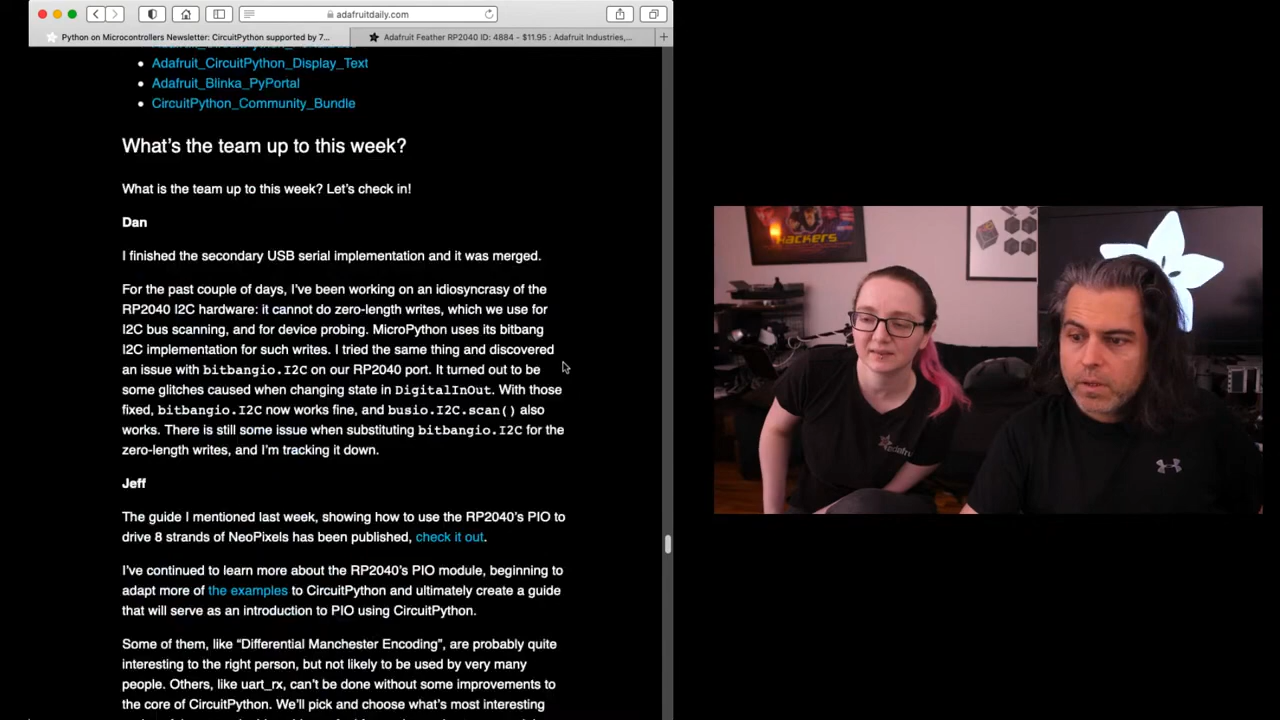 adafruitdaily.com
Python on Microcontrollers Newsletter: CircuitPython supported by 7...
Adafruit Feather RP2040 ID: 4884 - $11.95 : Adafruit Industries,...
Adafruit_CircuitPython_Display_Text
Adafruit_Blinka_PyPortal
CircuitPython_Community_Bundle
What's the team up to this week?
What is the team up to this week? Let's check in!
Dan
I finished the secondary USB serial implementation and it was merged.
For the past couple of days, I've been working on an idiosyncrasy of the
RP2040 I2C hardware: it cannot do zero-length writes, which we use for
I2C bus scanning, and for device probing. MicroPython uses its bitbang
I2C implementation for such writes. I tried the same thing and discovered
an issue with bitbangio.I2C on our RP2040 port. It turned out to be
some glitches caused when changing state in DigitalInOut. With those
fixed, bitbangio.I2C now works fine, and busio.I2C.scan() also
works. There is still some issue when substituting bitbangio.I2C for the
zero-length writes, and I'm tracking it down.
Jeff
The guide I mentioned last week, showing how to use the RP2040's PIO to
drive 8 strands of NeoPixels has been published, check it out.
I've continued to learn more about the RP2040's PIO module, beginning to
adapt more of the examples to CircuitPython and ultimately create a guide
that will serve as an introduction to PIO using CircuitPython.
Some of them, like “Differential Manchester Encoding”, are probably quite
interesting to the right person, but not likely to be used by very many
people. Others, like uart_rx, can't be done without some improvements to
the core of CircuitPython. We'll pick and choose what's most interesting
hackers